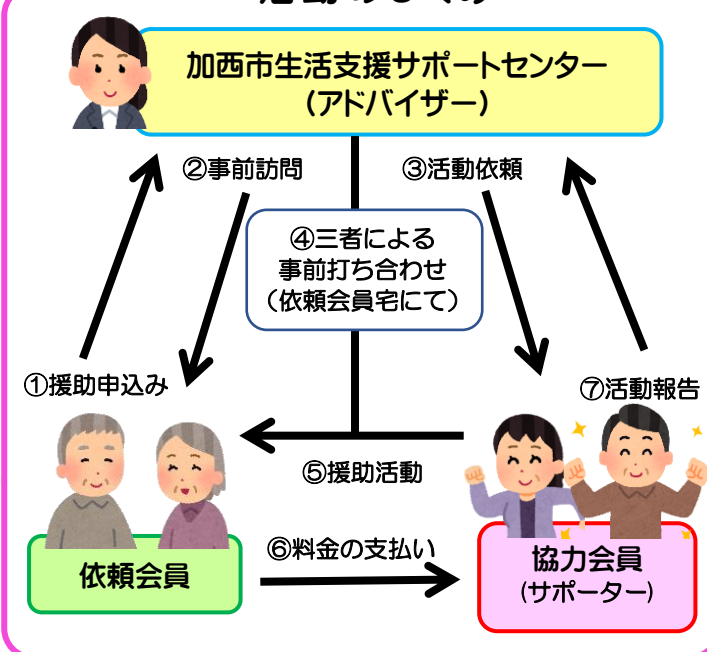 加西市生活支援サポートセンター
（アドバイザー）
②事前訪問
③活動依頼
④三者による
事前打ち合わせ
（依頼会員宅にて）
①援助申込み
⑦活動報告
⑤援助活動
⑥料金の支払い
依頼会員
協力会員
(サポーター)